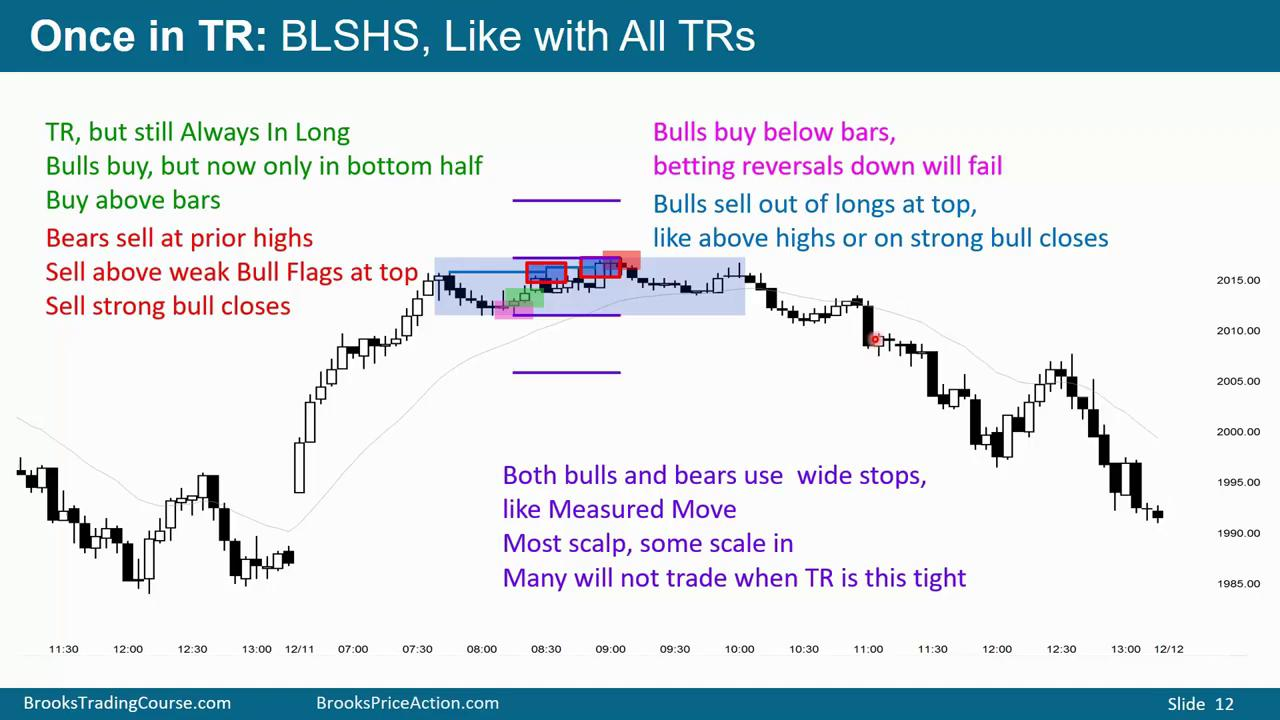 Once in TR: BLSHS, Like with All TRs
TR, but still Always In Long
Bulls buy, but now only in bottom half
Buy above bars
Bears sell at prior highs
Sell above weak Bull Flags at top
Sell strong bull closes
Bulls buy below bars,
betting reversals down will fail
Bulls sell out of longs at top,
like above highs or on strong bull closes
2015.00
2010.00
2005.00
2000.00
1995.00
1990.00
1985.00
Both bulls and bears use wide stops,
like Measured Move
Most scalp, some scale in
Many will not trade when TR is this tight
11:30 12:00 12:30 13:00 12/11 07:00 07:30 08:00 08:30 09:00 09:30 10:00 10:30 11:00 11:30 12:00 12:30 13:00 12/12
BrooksTradingCourse.com BrooksPriceAction.com Slide 12